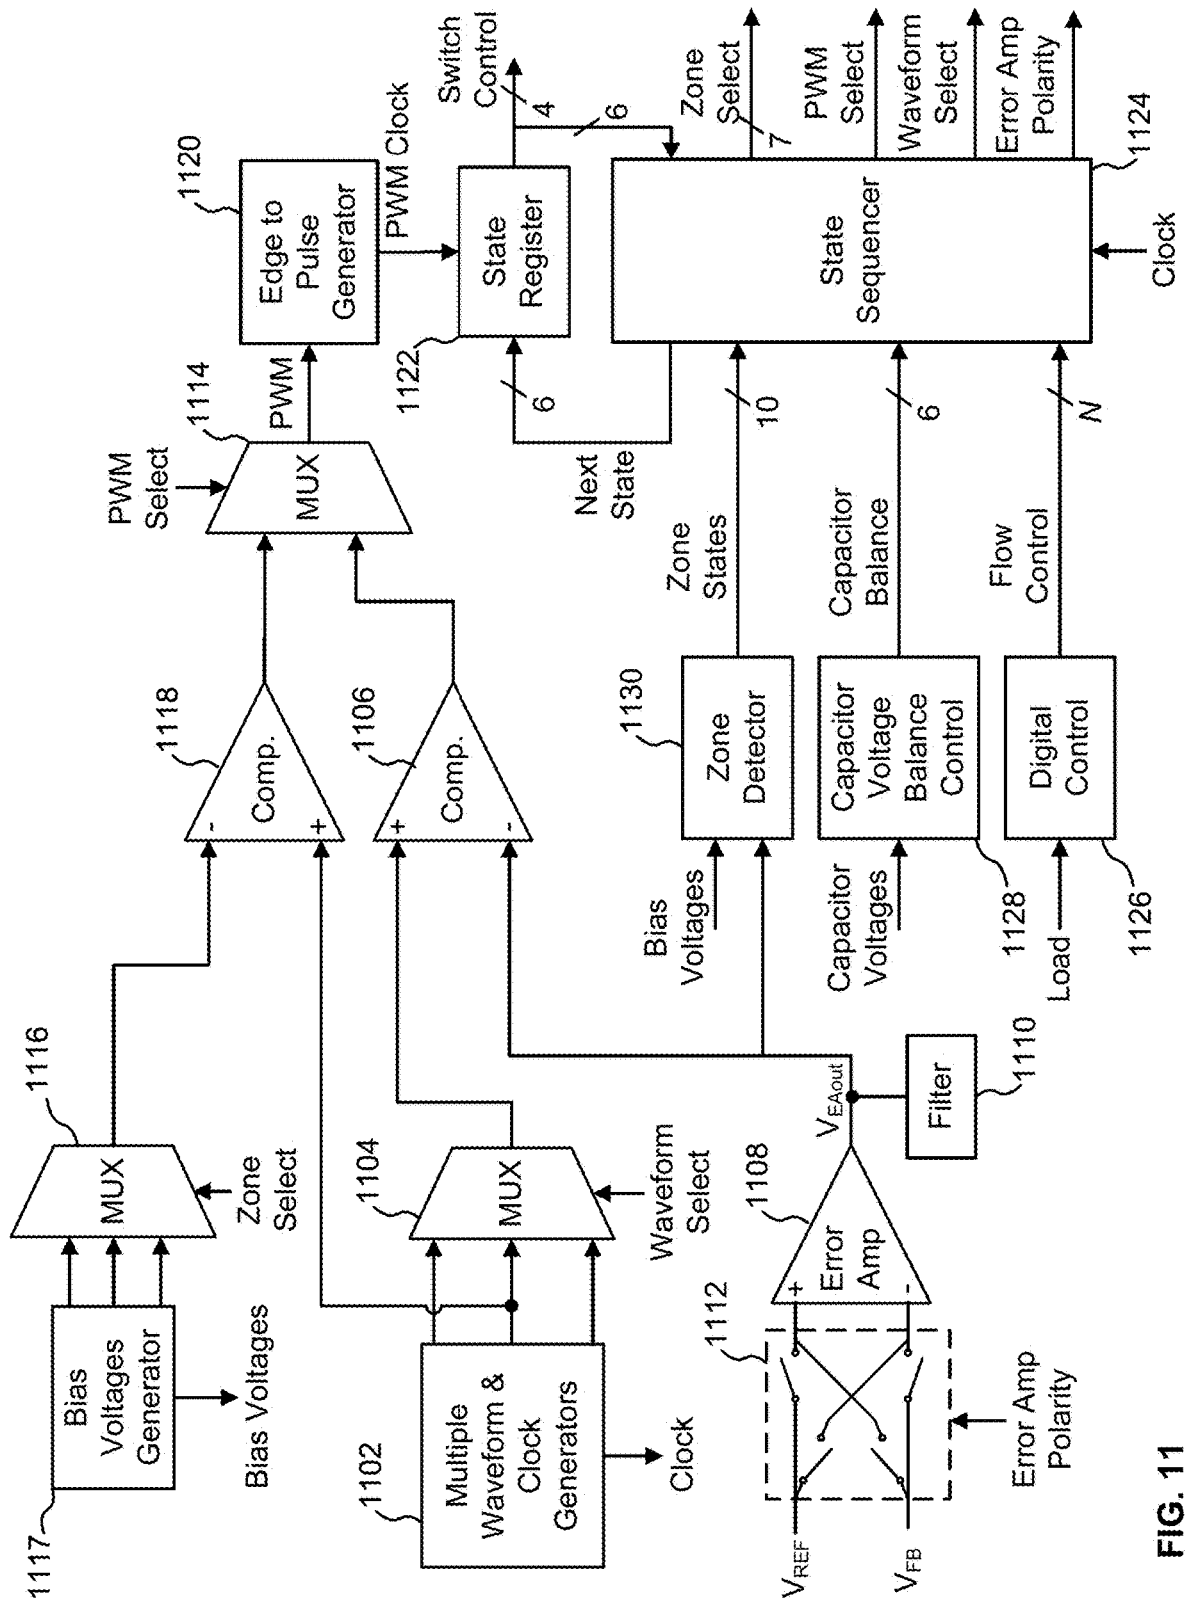 1117
Bias
Voltages
Generator
Bias Voltages
MUX
1116
Zone
Select
1102
Multiple
Waveform &
Clock
Generators
Clock
1104
MUX
Waveform
Select
VREF
VFB
1112
Error Amp
Polarity
+
-
Error
Amp
1108
VEAout
Filter
1110
1118
-
+
Comp.
1106
+
-
Comp.
PWM
Select
1114
MUX
PWM
1120
Edge to
Pulse
Generator
PWM Clock
1122
State
Register
Switch
Control
4
6
6
Next
State
Bias
Voltages
1130
Zone
Detector
Zone
States
10
Capacitor
Voltages
1128
Capacitor
Voltage
Balance
Control
Capacitor
Balance
6
Load
1126
Digital
Control
Flow
Control
N
State
Sequencer
1124
Clock
Zone
Select
7
PWM
Select
Waveform
Select
Error Amp
Polarity
FIG. 11